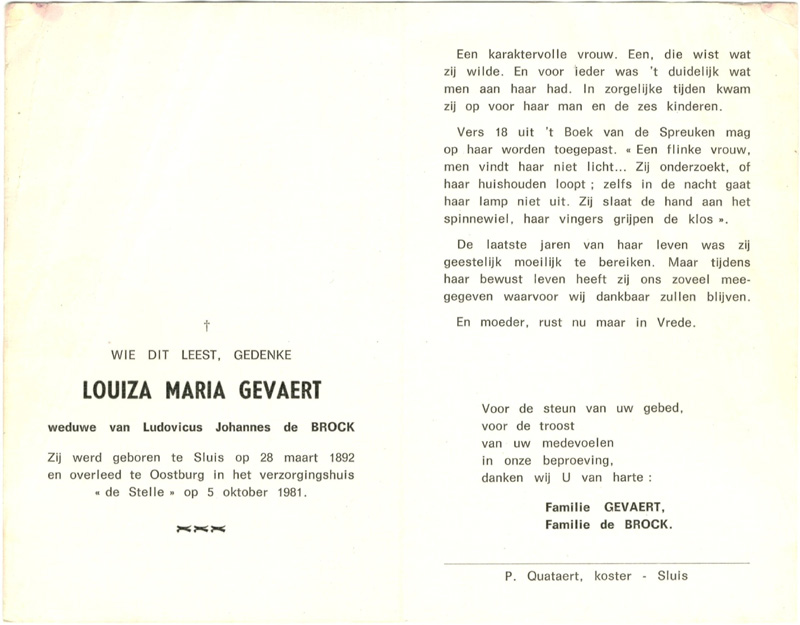 †
WIE DIT LEEST, GEDENKE
LOUIZA MARIA GEVAERT
weduwe van Ludovicus Johannes de BROCK
Zij werd geboren te Sluis op 28 maart 1892
en overleed te Oostburg in het verzorgingshuis
« de Stelle » op 5 oktober 1981.
Een karaktervolle vrouw. Een, die wist wat
zij wilde. En voor ieder was 't duidelijk wat
men aan haar had. In zorgelijke tijden kwam
zij op voor haar man en de zes kinderen.
Vers 18 uit 't Boek van de Spreuken mag
op haar worden toegepast. « Een flinke vrouw,
men vindt haar niet licht... Zij onderzoekt, of
haar huishouden loopt ; zelfs in de nacht gaat
haar lamp niet uit. Zij slaat de hand aan het
spinnewiel, haar vingers grijpen de klos ».
De laatste jaren van haar leven was zij
geestelijk moeilijk te bereiken. Maar tijdens
haar bewust leven heeft zij ons zoveel mee-
gegeven waarvoor wij dankbaar zullen blijven.
En moeder, rust nu maar in Vrede.
Voor de steun van uw gebed,
voor de troost
van uw medevoelen
in onze beproeving,
danken wij U van harte :
Familie GEVAERT,
Familie de BROCK.
P. Quataert, koster - Sluis